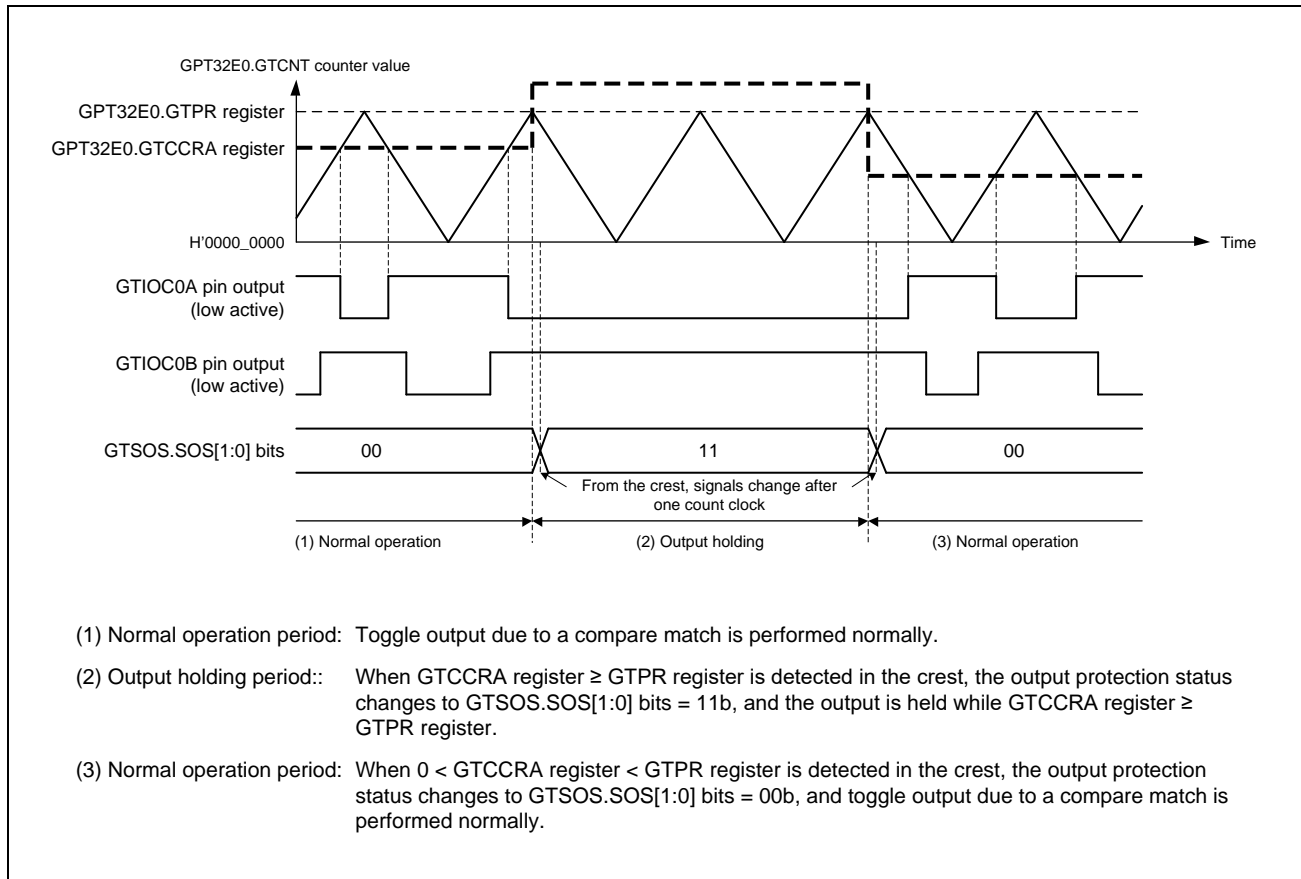 GPT32E0.GTCNT counter value
GPT32E0.GTPR register
GPT32E0.GTCCRA register
H'0000_0000
Time
GTIOC0A pin output
(low active)
GTIOC0B pin output
(low active)
GTSOS.SOS[1:0] bits
00
11
00
From the crest, signals change after
one count clock
(1) Normal operation
(2) Output holding
(3) Normal operation
(1) Normal operation period: Toggle output due to a compare match is performed normally.
(2) Output holding period:: When GTCCRA register ≥ GTPR register is detected in the crest, the output protection status
changes to GTSOS.SOS[1:0] bits = 11b, and the output is held while GTCCRA register ≥
GTPR register.
(3) Normal operation period: When 0 < GTCCRA register < GTPR register is detected in the crest, the output protection
status changes to GTSOS.SOS[1:0] bits = 00b, and toggle output due to a compare match is
performed normally.